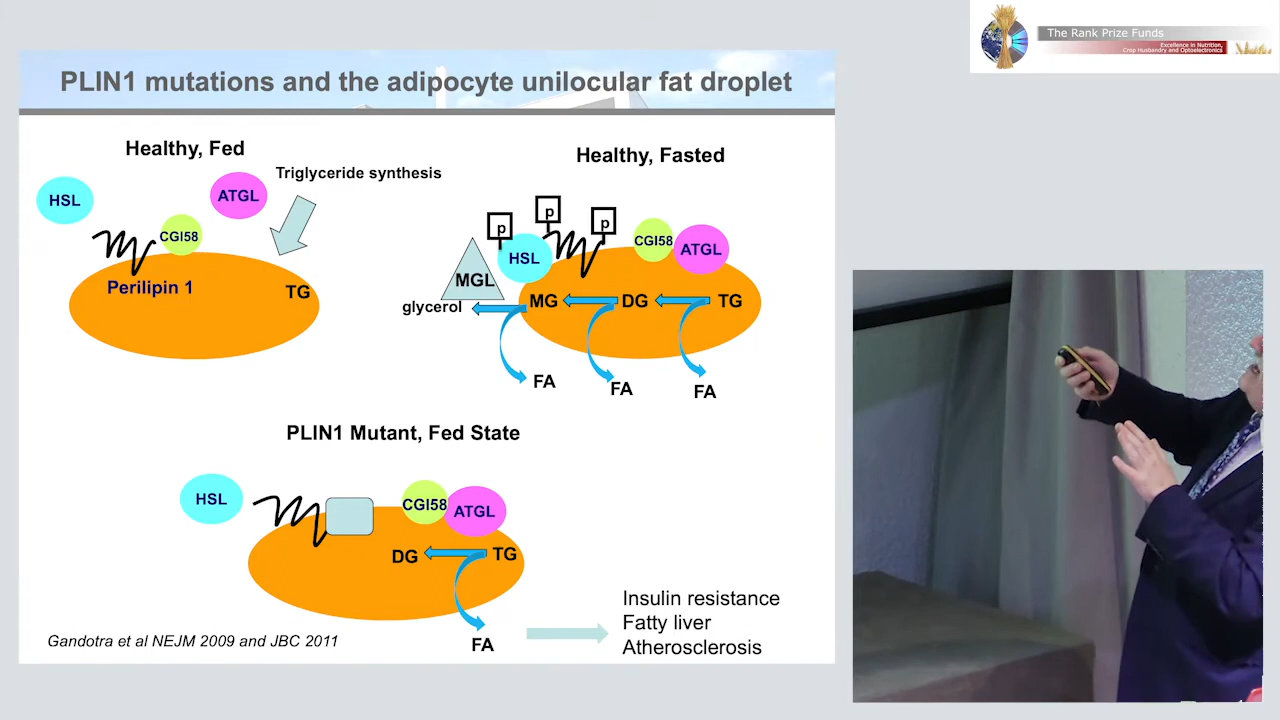 The Rank Prize Funds
Excellence in Nutrition,
Crop Husbandry and Optoelectronics
PLIN1 mutations and the adipocyte unilocular fat droplet
Healthy, Fed
Triglyceride synthesis
HSL
ATGL
CGI58
Perilipin 1
TG
Healthy, Fasted
p
p
p
HSL
CGI58
ATGL
MGL
glycerol
MG
DG
TG
FA
FA
FA
PLIN1 Mutant, Fed State
HSL
CGI58
ATGL
DG
TG
FA
Insulin resistance
Fatty liver
Atherosclerosis
Gandotra et al NEJM 2009 and JBC 2011